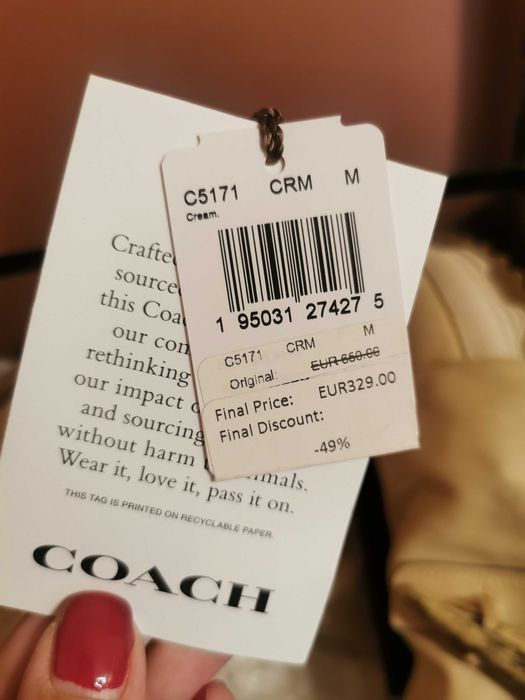 C5171 CRM M
Cream.
1 95031 27427 5
C5171 CRM M
Original: EUR 660.00
Final Price: EUR329.00
Final Discount:
-49%
Crafte
source
this Coa
our con
rethinking
our impact o
and sourcing
without harm t imals.
Wear it, love it, pass it on.
THIS TAG IS PRINTED ON RECYCLABLE PAPER.
COACH